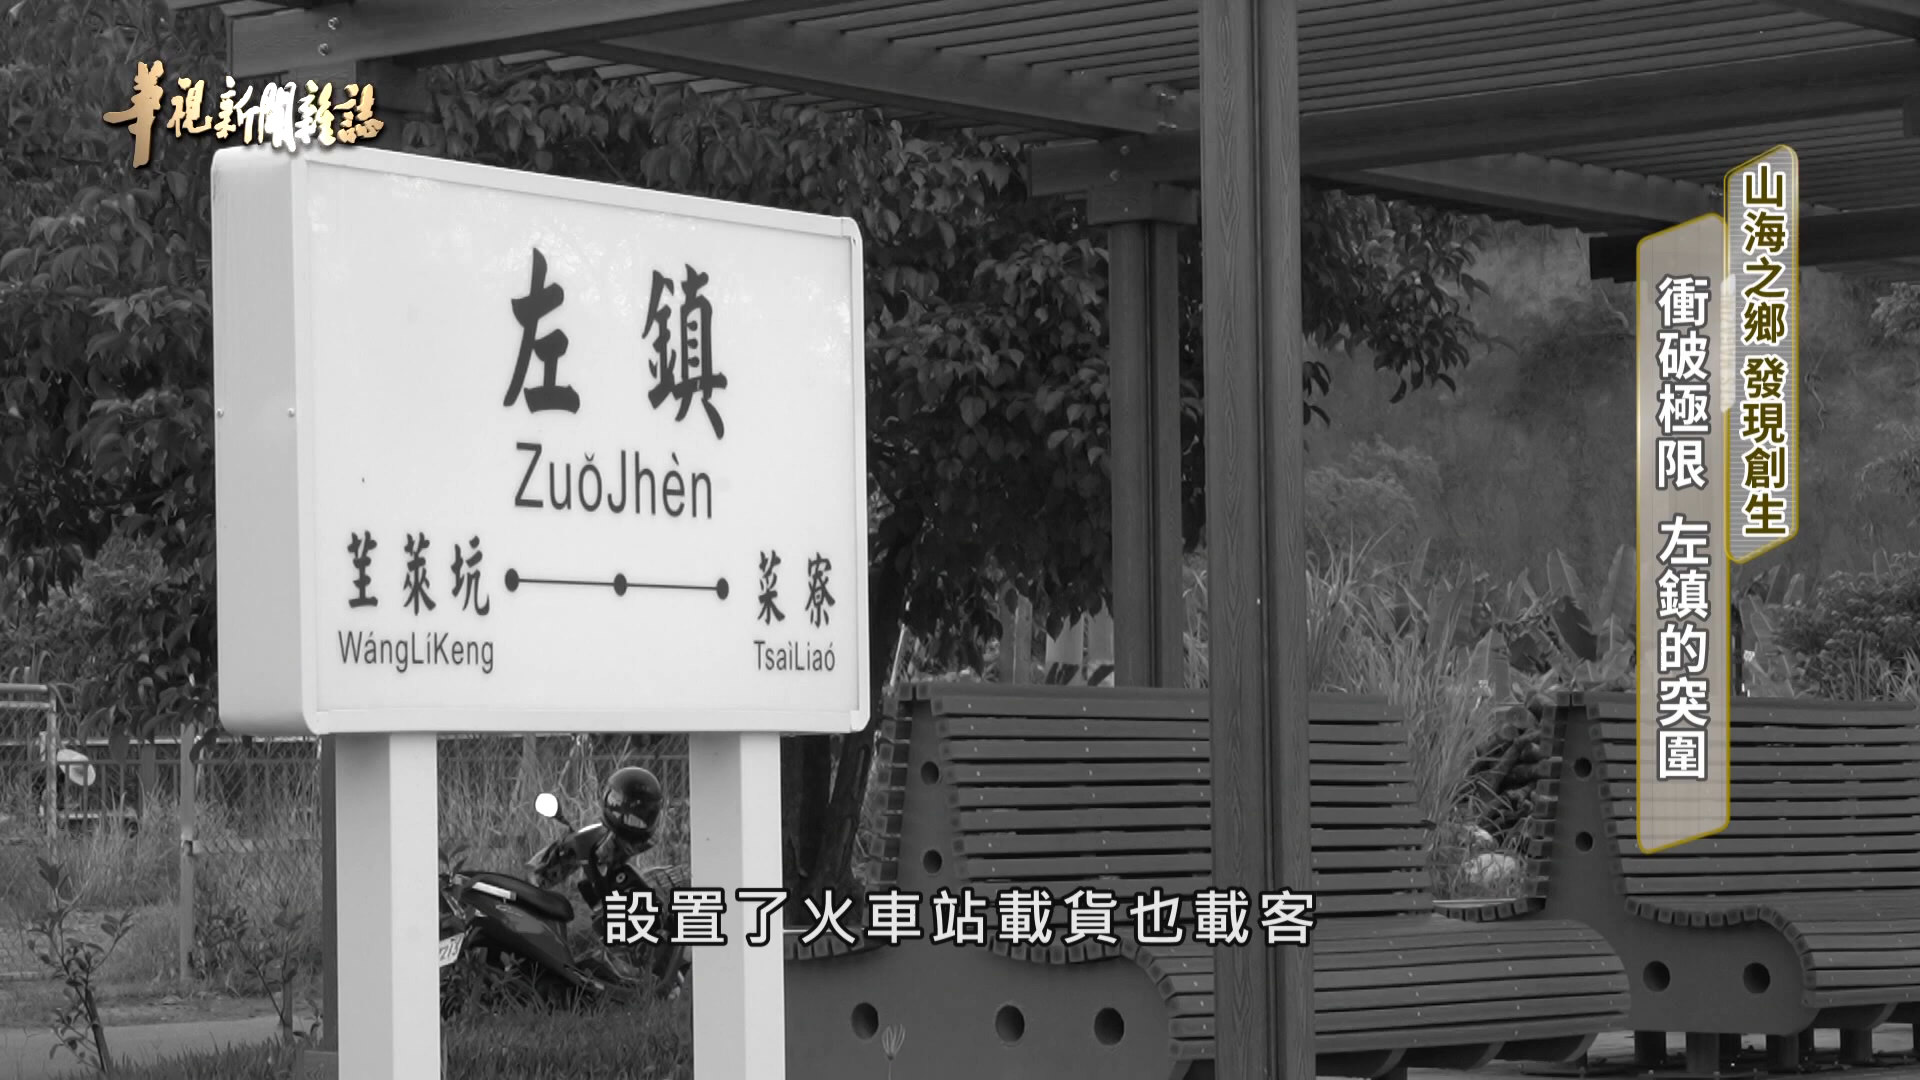 華視新聞雜誌
山海之鄉 發現創生
衝破極限 左鎮的突圍
左鎮
ZuǒJhèn
菜寮
TsaìLiaó
萊坑
WángLíKeng
設置了火車站載貨也載客